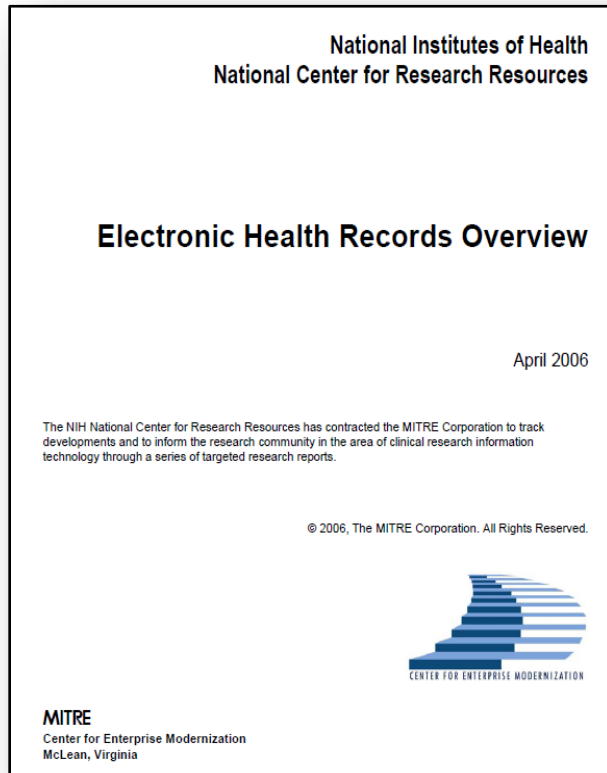 National Institutes of Health
National Center for Research Resources
Electronic Health Records Overview
April 2006
The NIH National Center for Research Resources has contracted the MITRE Corporation to track
developments and to inform the research community in the area of clinical research information
technology through a series of targeted research reports.
© 2006, The MITRE Corporation. All Rights Reserved.
CENTER FOR ENTERPRISE MODERNIZATION
MITRE
Center for Enterprise Modernization
McLean, Virginia